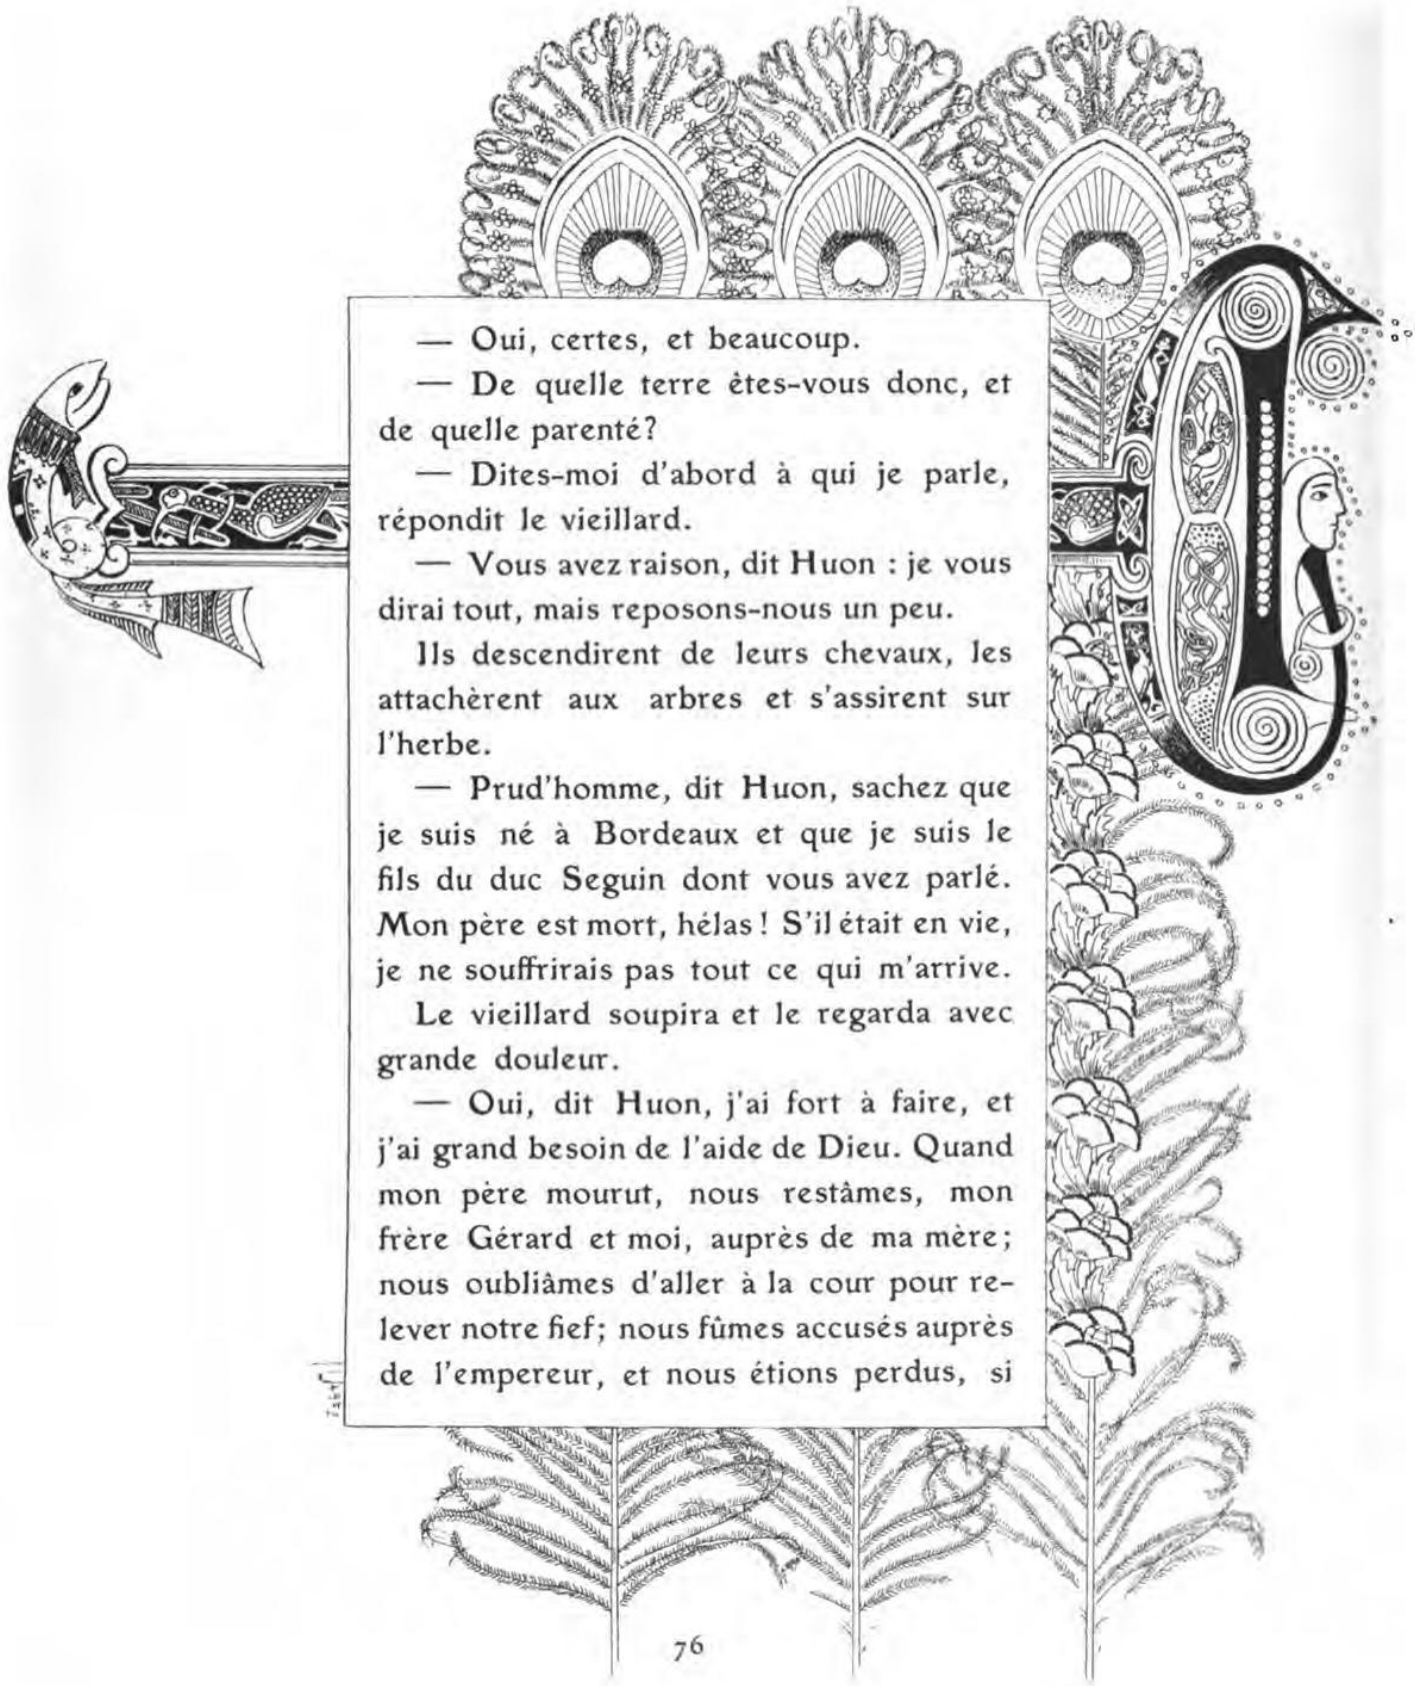 — Oui, certes, et beaucoup.
— De quelle terre êtes-vous donc, et
de quelle parenté?
— Dites-moi d'abord à qui je parle,
répondit le vieillard.
— Vous avez raison, dit Huon : je vous
dirai tout, mais reposons-nous un peu.
Ils descendirent de leurs chevaux, les
attachèrent aux arbres et s'assirent sur
l'herbe.
— Prud'homme, dit Huon, sachez que
je suis né à Bordeaux et que je suis le
fils du duc Seguin dont vous avez parlé.
Mon père est mort, hélas! S'il était en vie,
je ne souffrirais pas tout ce qui m'arrive.
Le vieillard soupira et le regarda avec
grande douleur.
— Oui, dit Huon, j'ai fort à faire, et
j'ai grand besoin de l'aide de Dieu. Quand
mon père mourut, nous restâmes, mon
frère Gérard et moi, auprès de ma mère;
nous oubliâmes d'aller à la cour pour re-
lever notre fief; nous fûmes accusés auprès
de l'empereur, et nous étions perdus, si
76